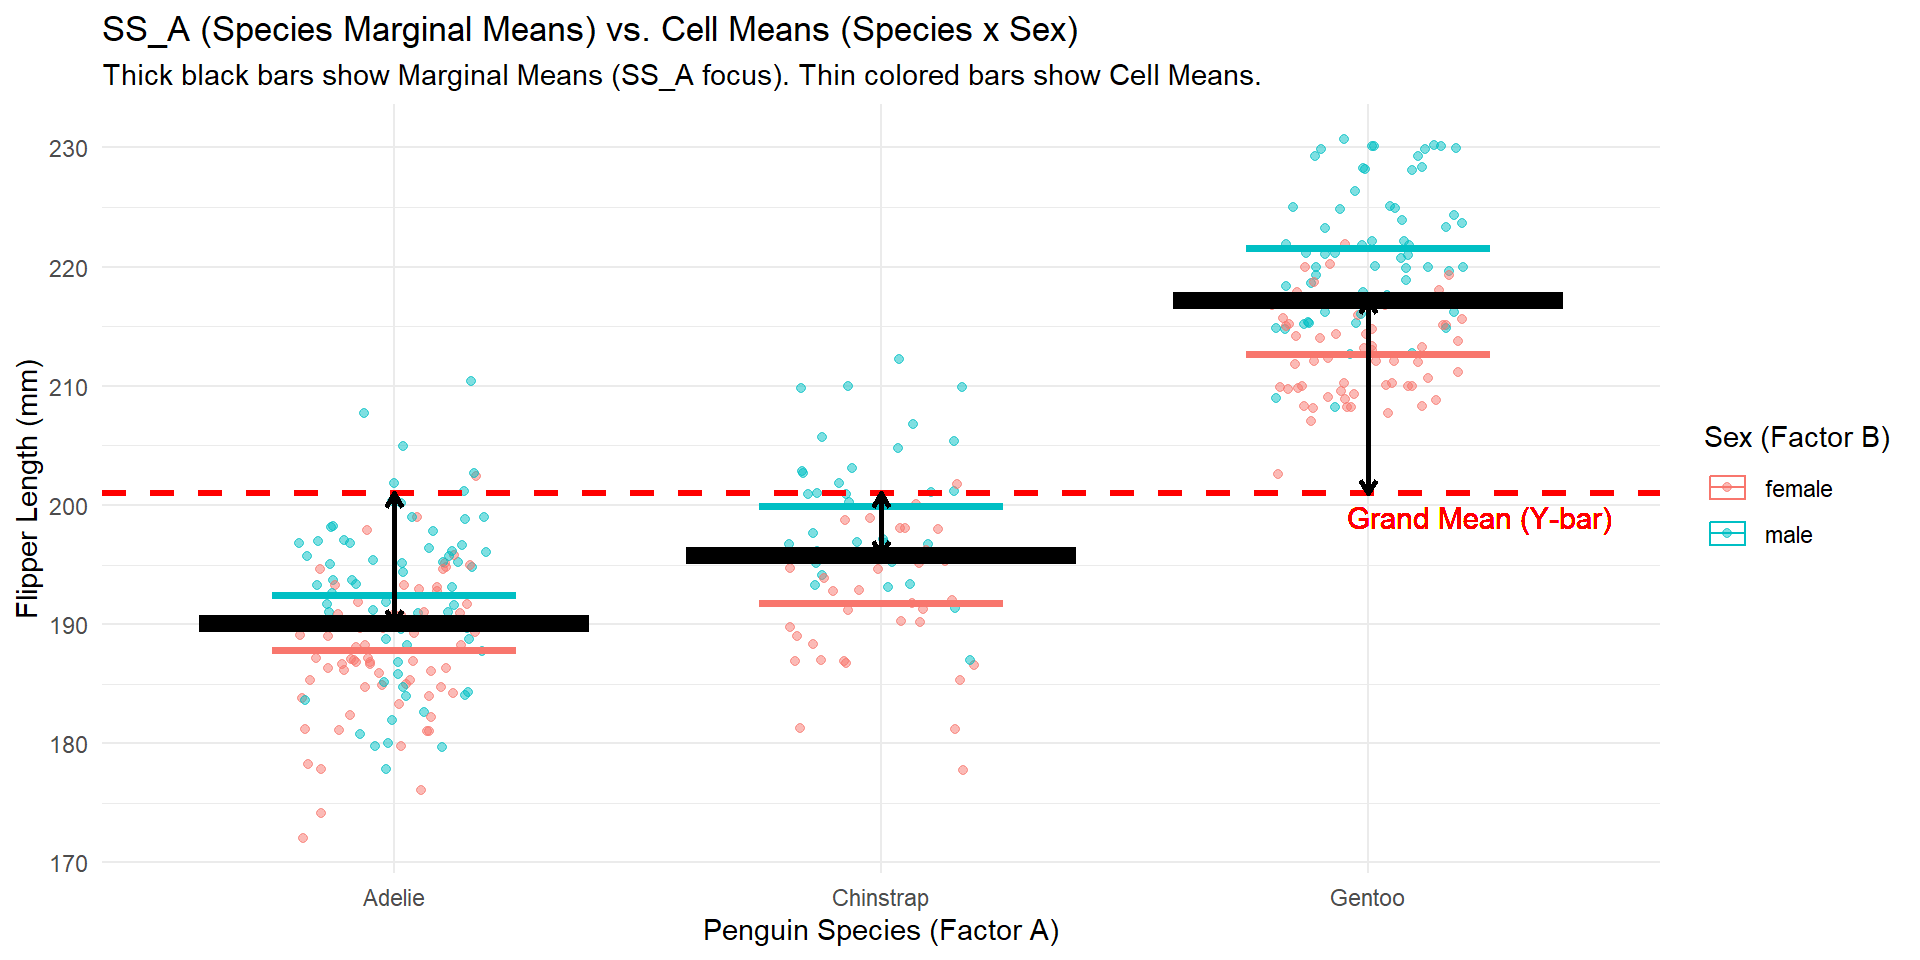 SS_A (Species Marginal Means) vs. Cell Means (Species x Sex)
Thick black bars show Marginal Means (SS_A focus). Thin colored bars show Cell Means.
Flipper Length (mm)
230
220
210
200
190
180
170
Grand Mean (Y-bar)
Adelie
Chinstrap
Gentoo
Penguin Species (Factor A)
Sex (Factor B)
female
male